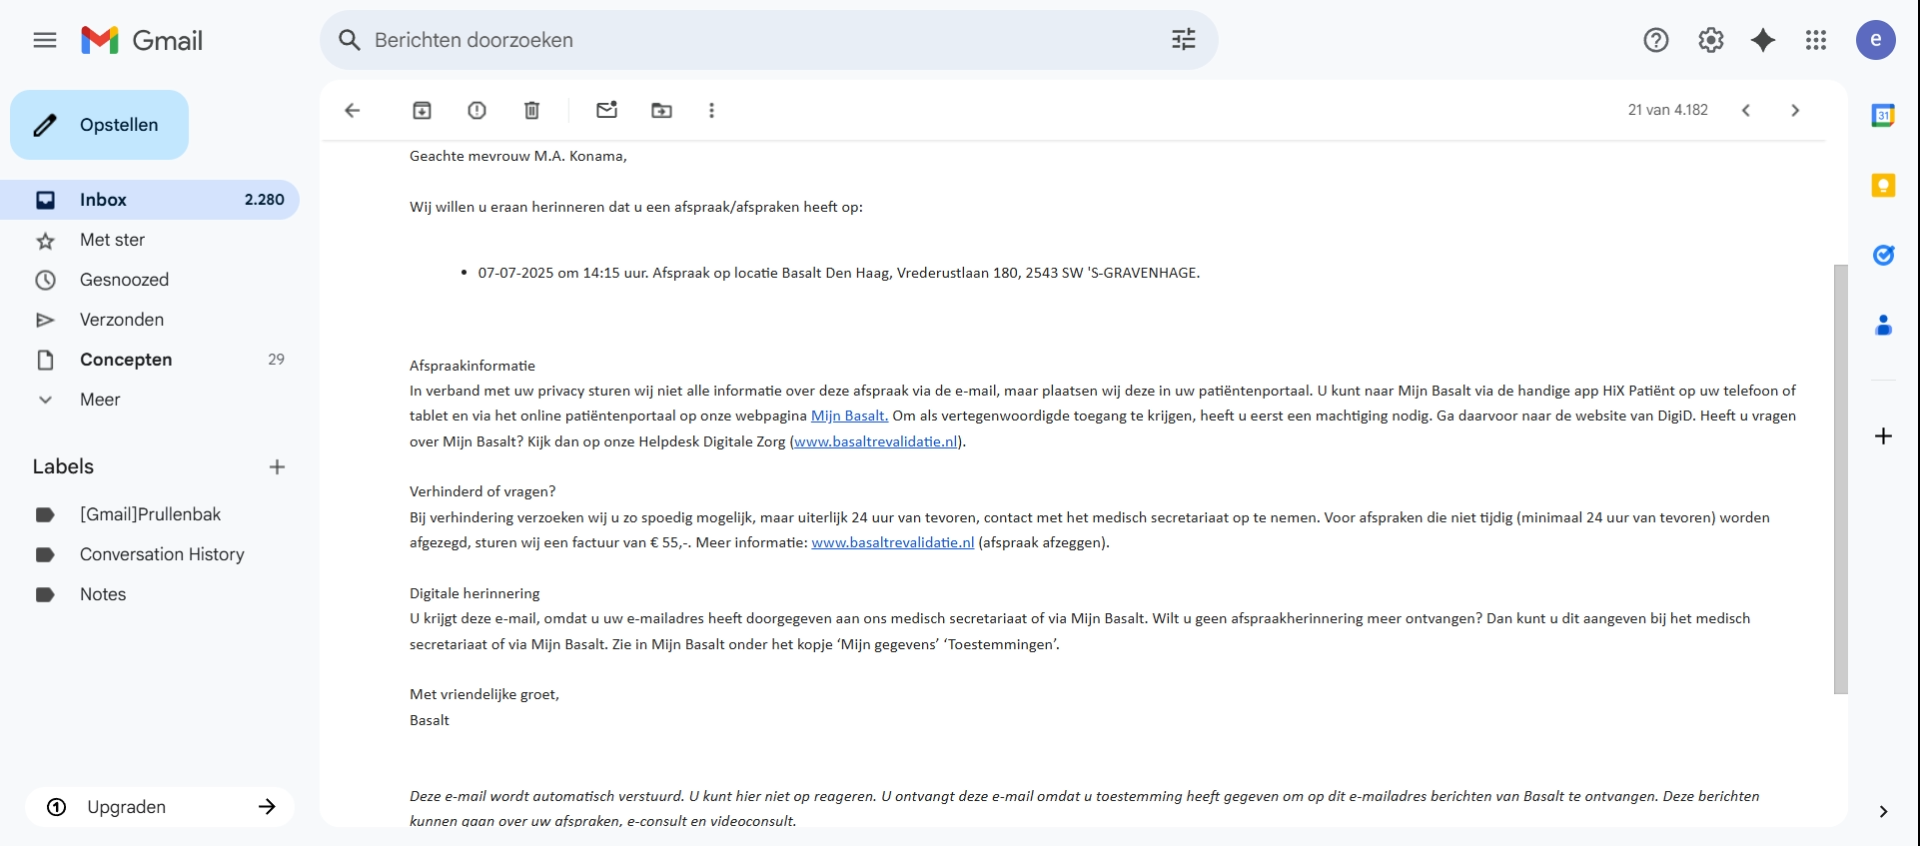 Gmail
Berichten doorzoeken
e
Opstellen
21 van 4.182
31
Inbox 2.280
Met ster
Gesnoozed
Verzonden
Concepten 29
Meer
Labels
[Gmail]Prullenbak
Conversation History
Notes
1 Upgraden
Geachte mevrouw M.A. Konama,
Wij willen u eraan herinneren dat u een afspraak/afspraken heeft op:
• 07-07-2025 om 14:15 uur. Afspraak op locatie Basalt Den Haag, Vrederustlaan 180, 2543 SW 'S-GRAVENHAGE.
Afspraakinformatie
In verband met uw privacy sturen wij niet alle informatie over deze afspraak via de e-mail, maar plaatsen wij deze in uw patiëntenportaal. U kunt naar Mijn Basalt via de handige app HiX Patiënt op uw telefoon of
tablet en via het online patiëntenportaal op onze webpagina Mijn Basalt. Om als vertegenwoordigde toegang te krijgen, heeft u eerst een machtiging nodig. Ga daarvoor naar de website van DigiD. Heeft u vragen
over Mijn Basalt? Kijk dan op onze Helpdesk Digitale Zorg (www.basaltrevalidatie.nl).
Verhinderd of vragen?
Bij verhindering verzoeken wij u zo spoedig mogelijk, maar uiterlijk 24 uur van tevoren, contact met het medisch secretariaat op te nemen. Voor afspraken die niet tijdig (minimaal 24 uur van tevoren) worden
afgezegd, sturen wij een factuur van € 55,-. Meer informatie: www.basaltrevalidatie.nl (afspraak afzeggen).
Digitale herinnering
U krijgt deze e-mail, omdat u uw e-mailadres heeft doorgegeven aan ons medisch secretariaat of via Mijn Basalt. Wilt u geen afspraakherinnering meer ontvangen? Dan kunt u dit aangeven bij het medisch
secretariaat of via Mijn Basalt. Zie in Mijn Basalt onder het kopje ‘Mijn gegevens’ ‘Toestemmingen’.
Met vriendelijke groet,
Basalt
Deze e-mail wordt automatisch verstuurd. U kunt hier niet op reageren. U ontvangt deze e-mail omdat u toestemming heeft gegeven om op dit e-mailadres berichten van Basalt te ontvangen. Deze berichten
kunnen gaan over uw afspraken, e-consult en videoconsult.